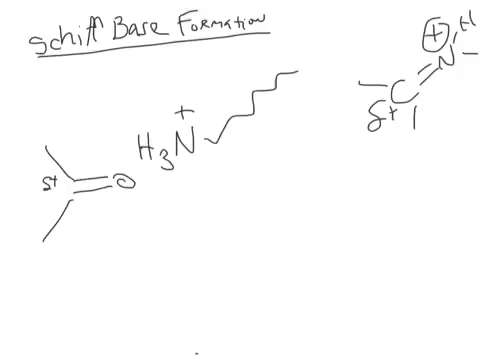 Schiff Base Formation
+ H
N
C
δ+
+
H3N
δ+ O